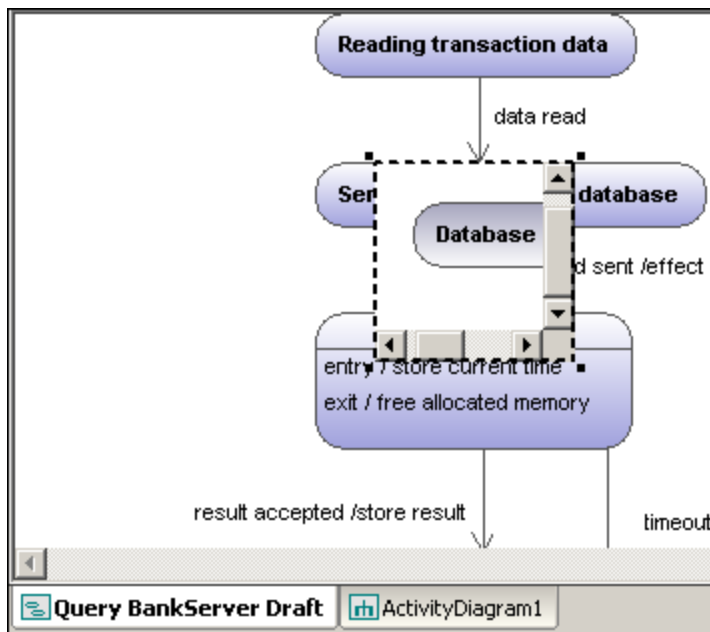 Reading transaction data
data read
Ser
database
Database
d sent /effect
entry / store current time
exit / free allocated memory
result accepted /store result
timeout
Query BankServer Draft
ActivityDiagram1